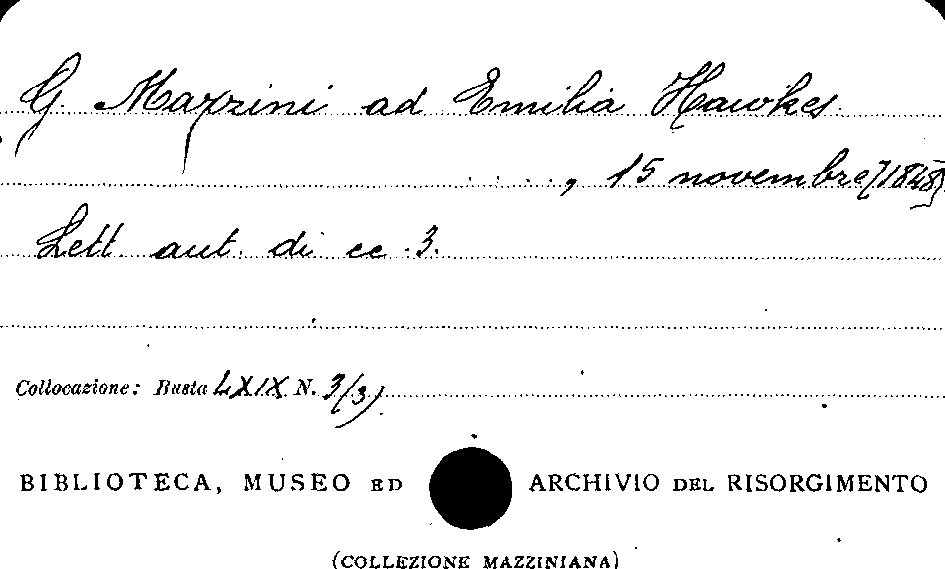 G. Mazzini ad Emilia Hawkes
....., 15 novembre [1848]
Lett. aut. di cc. 3.
Collocazione: Busta LXIX N. 3/3)
BIBLIOTECA, MUSEO ED ARCHIVIO DEL RISORGIMENTO
(COLLEZIONE MAZZINIANA)